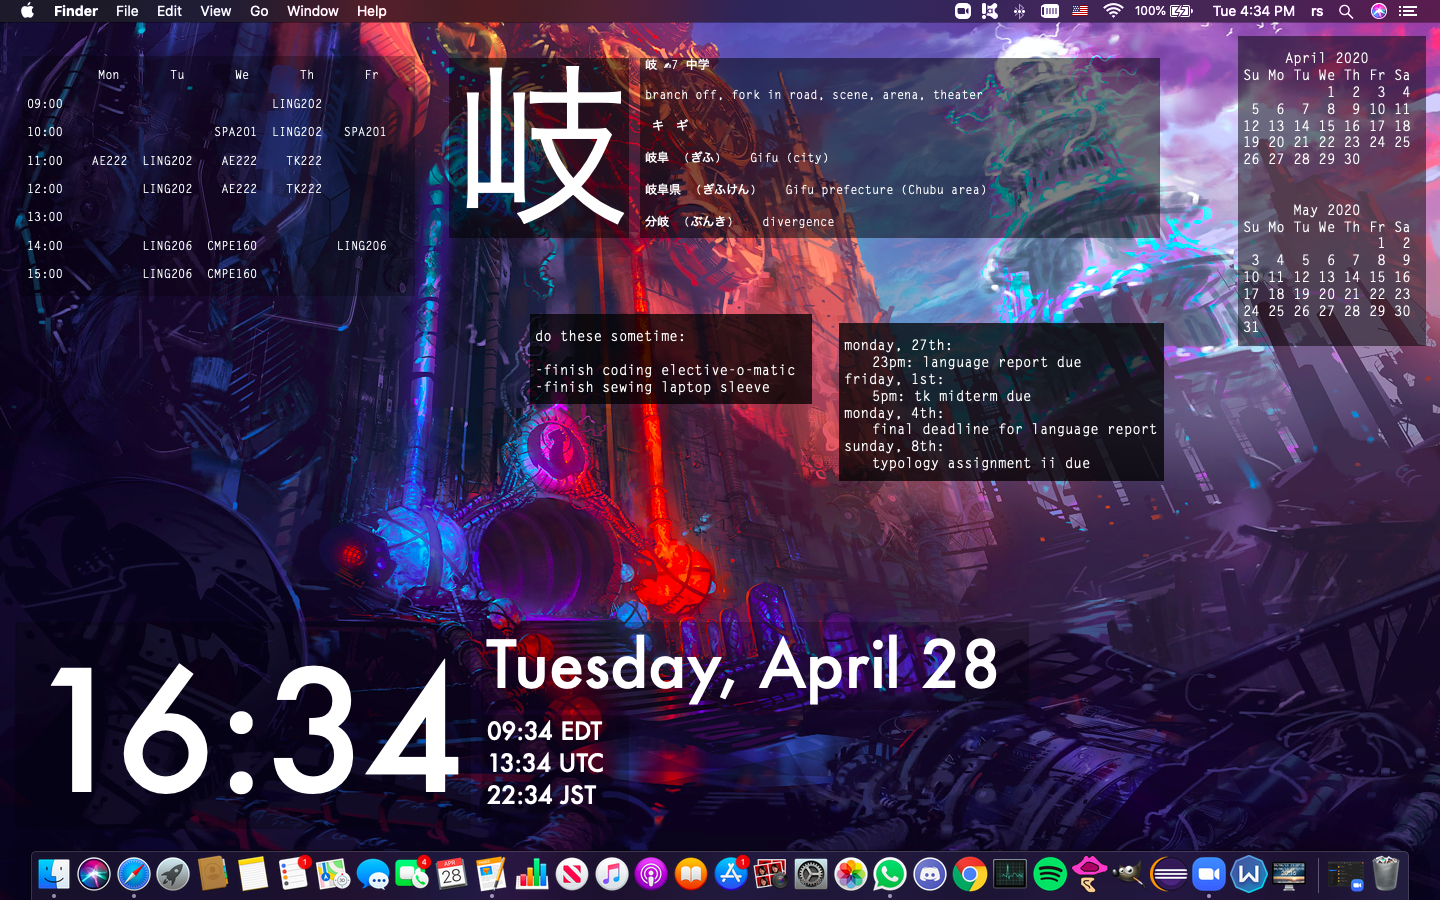 Finder File Edit View Go Window Help 100% Tue 4:34 PM rs
Mon Tu We Th Fr
09:00 LING202
10:00 SPA201 LING202 SPA201
11:00 AE222 LING202 AE222 TK222
12:00 LING202 AE222 TK222
13:00
14:00 LING206 CMPE160 LING206
15:00 LING206 CMPE160
岐
岐 ✍7 中学
branch off, fork in road, scene, arena, theater
キ ギ
岐阜 (ぎふ) Gifu (city)
岐阜県 (ぎふけん) Gifu prefecture (Chubu area)
分岐 (ぶんき) divergence
April 2020
Su Mo Tu We Th Fr Sa
1 2 3 4
5 6 7 8 9 10 11
12 13 14 15 16 17 18
19 20 21 22 23 24 25
26 27 28 29 30
May 2020
Su Mo Tu We Th Fr Sa
1 2
3 4 5 6 7 8 9
10 11 12 13 14 15 16
17 18 19 20 21 22 23
24 25 26 27 28 29 30
31
do these sometime:
-finish coding elective-o-matic
-finish sewing laptop sleeve
monday, 27th:
23pm: language report due
friday, 1st:
5pm: tk midterm due
monday, 4th:
final deadline for language report
sunday, 8th:
typology assignment ii due
16:34
Tuesday, April 28
09:34 EDT
13:34 UTC
22:34 JST
1 4 APR 28 1